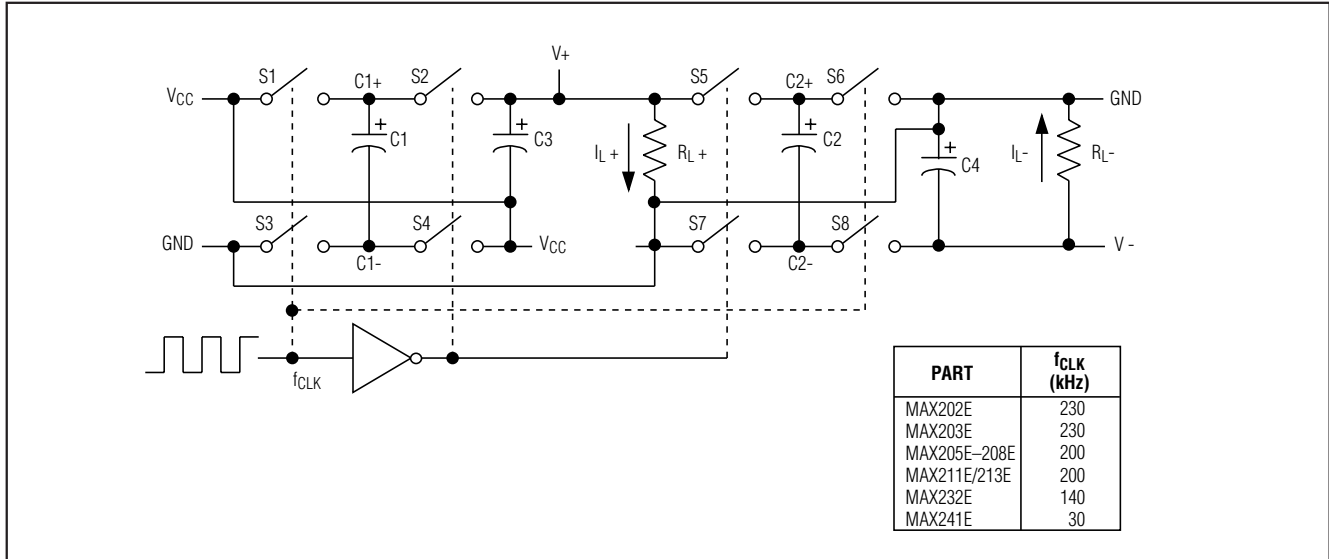 V+
S1 C1+ S2 S5 C2+ S6
VCC GND
+ C1 + C3 IL + RL + + C2 + C4 IL- RL-
S3 S4 S7 S8
GND VCC V -
C1- C2-
fCLK
PART fCLK (kHz)
MAX202E 230
MAX203E 230
MAX205E–208E 200
MAX211E/213E 200
MAX232E 140
MAX241E 30